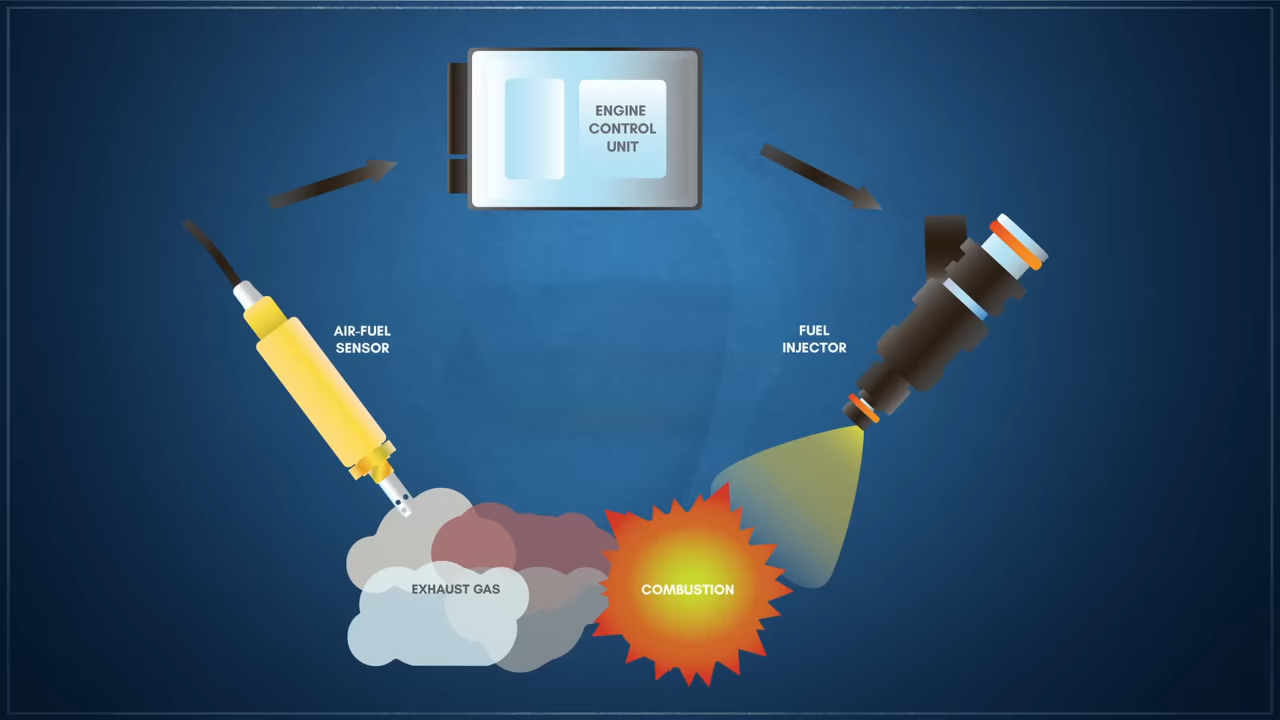 ENGINE
CONTROL
UNIT
AIR-FUEL
SENSOR
FUEL
INJECTOR
EXHAUST GAS
COMBUSTION